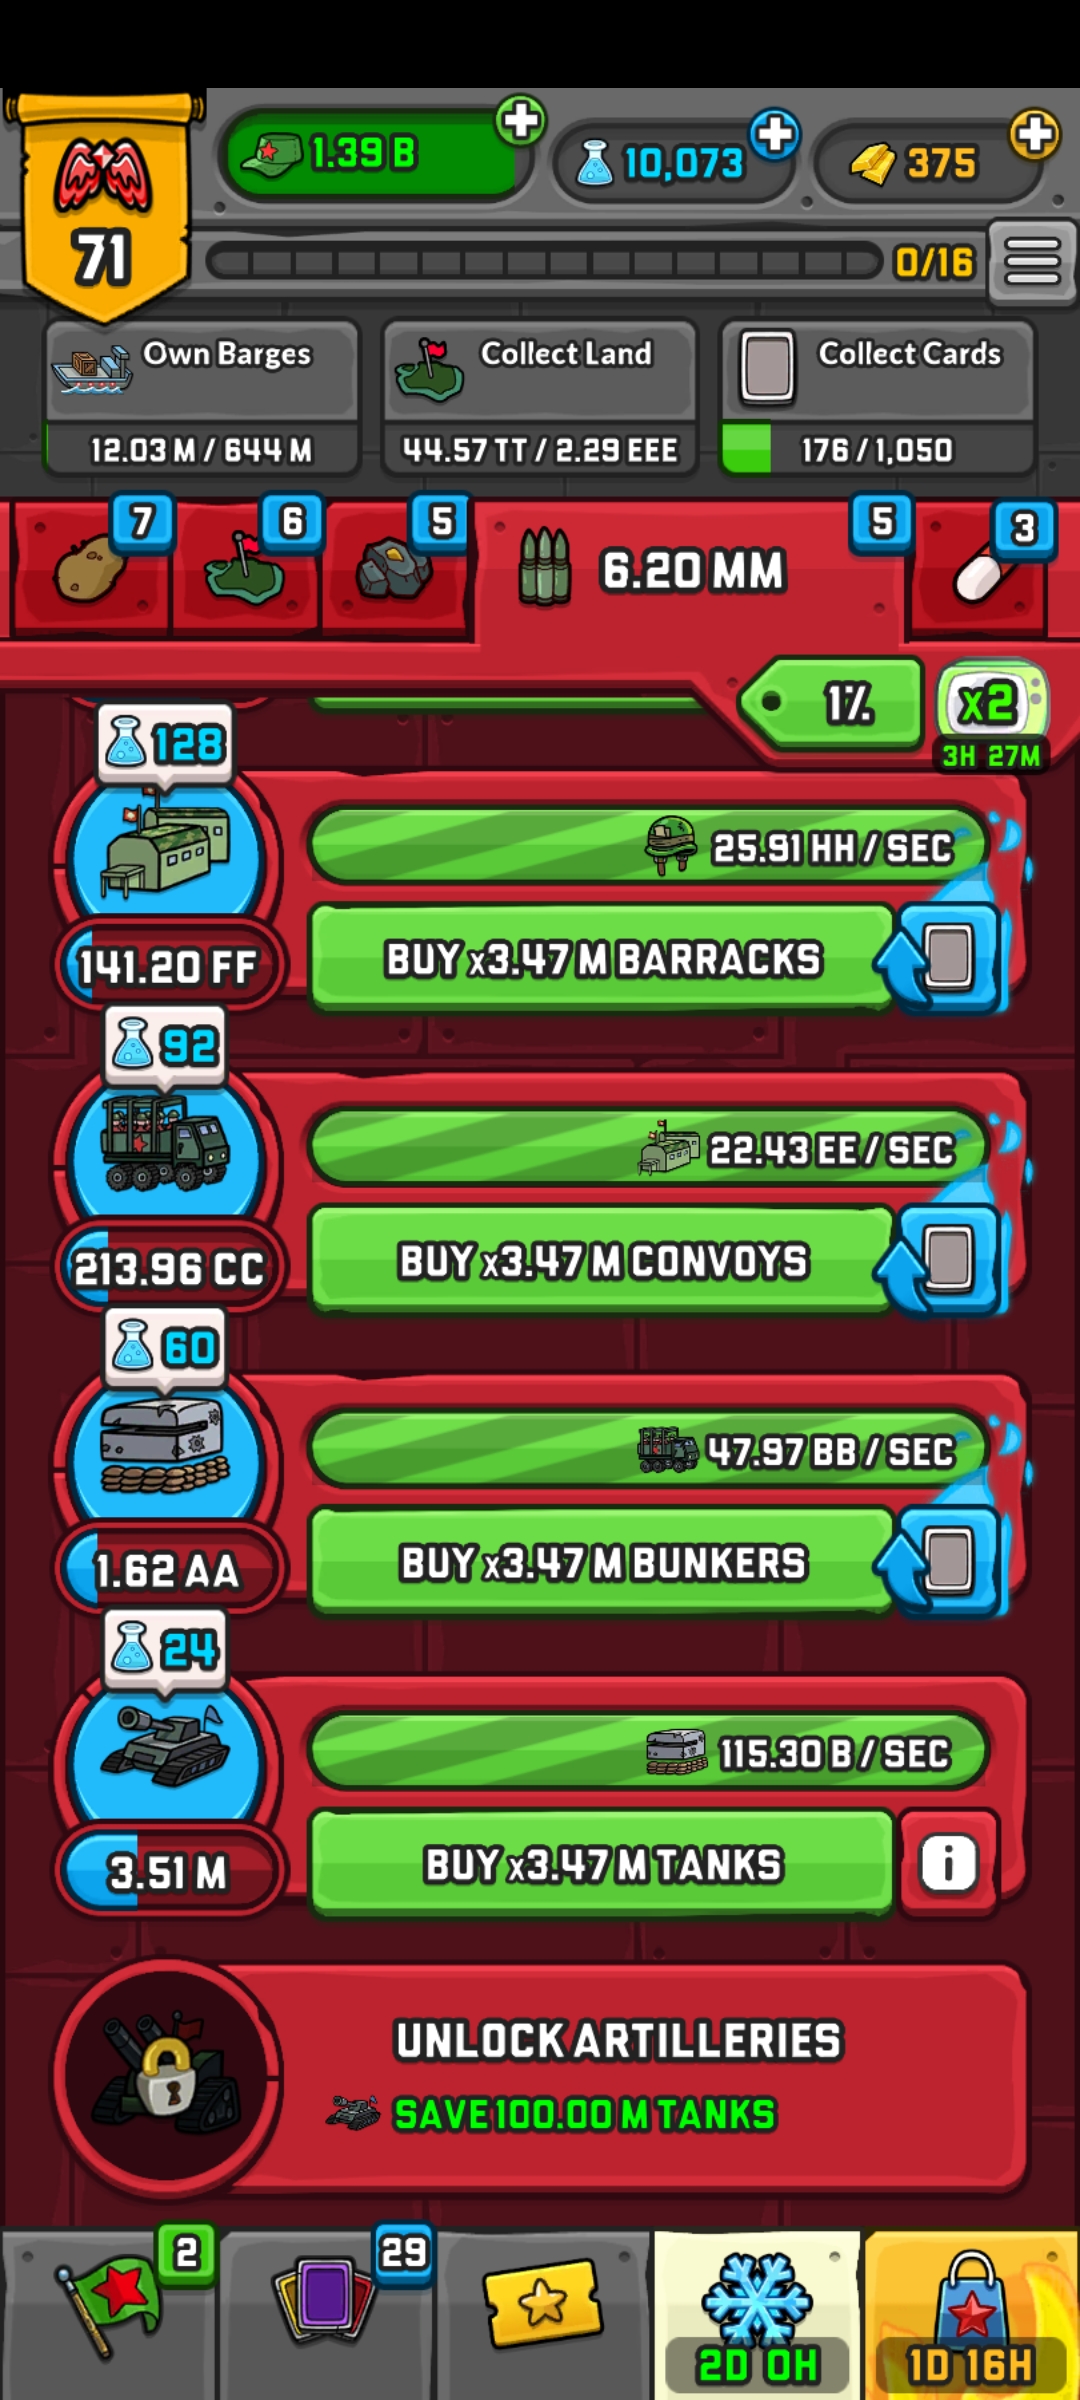 71
1.39 B
10,073
375
0/16
Own Barges
12.03 M / 644 M
Collect Land
44.57 TT / 2.29 EEE
Collect Cards
176 / 1,050
7
6
5
6.20 MM
5
3
1%
x2
3H 27M
128
25.91 HH / SEC
141.20 FF
BUY x3.47 M BARRACKS
92
22.43 EE / SEC
213.96 CC
BUY x3.47 M CONVOYS
60
47.97 BB / SEC
1.62 AA
BUY x3.47 M BUNKERS
24
115.30 B / SEC
3.51 M
BUY x3.47 M TANKS
i
UNLOCK ARTILLERIES
SAVE 100.00 M TANKS
2
29
2D 0H
1D 16H